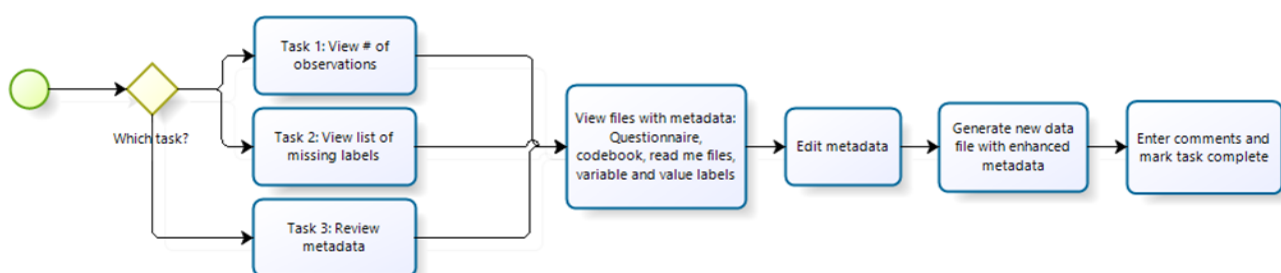 Which task?
Task 1: View # of
observations
Task 2: View list of
missing labels
Task 3: Review
metadata
View files with metadata:
Questionnaire,
codebook, read me files,
variable and value labels
Edit metadata
Generate new data
file with enhanced
metadata
Enter comments and
mark task complete